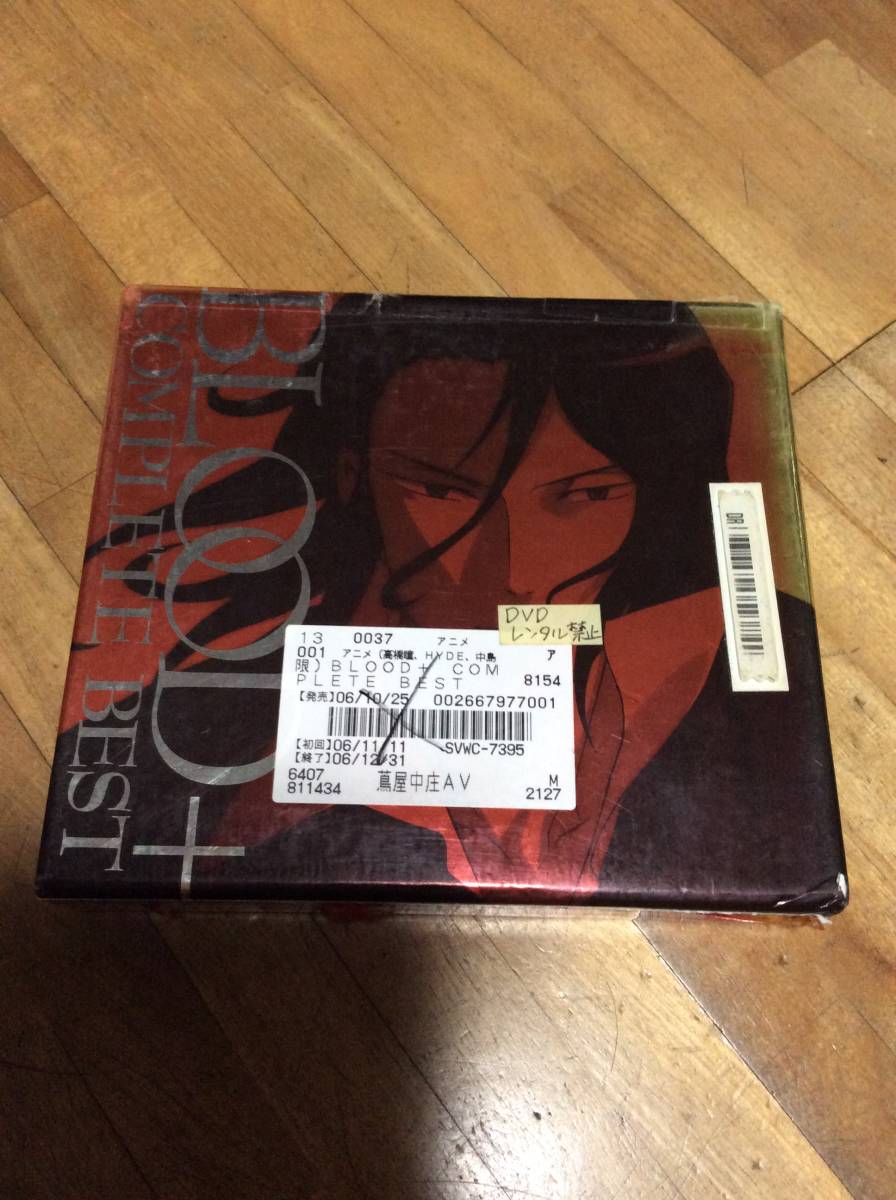 BLOOD+
COMPLETE BEST
DVD
レンタル禁止
13 0037 アニメ
001 アニメ(高橋瞳、HYDE、中島 ア
限)BLOOD+ COM
PLETE BEST 8154
【発売】06/10/25 002667977001
【初回】06/11/11 SVWC-7395
【終了】06/12/31
6407 蔦屋中庄AV M
811434 2127